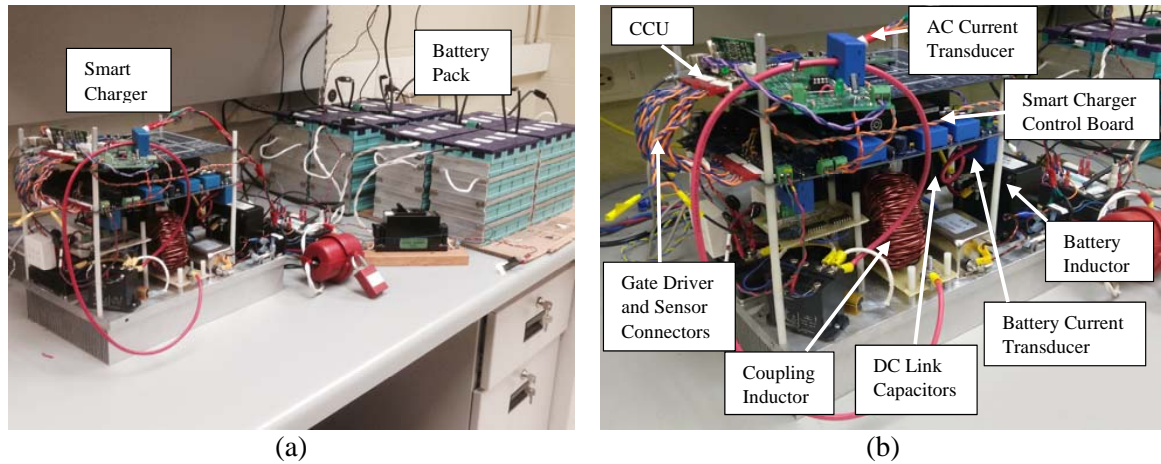 Smart
Charger
Battery
Pack
(a)
CCU
AC Current
Transducer
Smart Charger
Control Board
Gate Driver
and Sensor
Connectors
Coupling
Inductor
DC Link
Capacitors
Battery Current
Transducer
Battery
Inductor
(b)